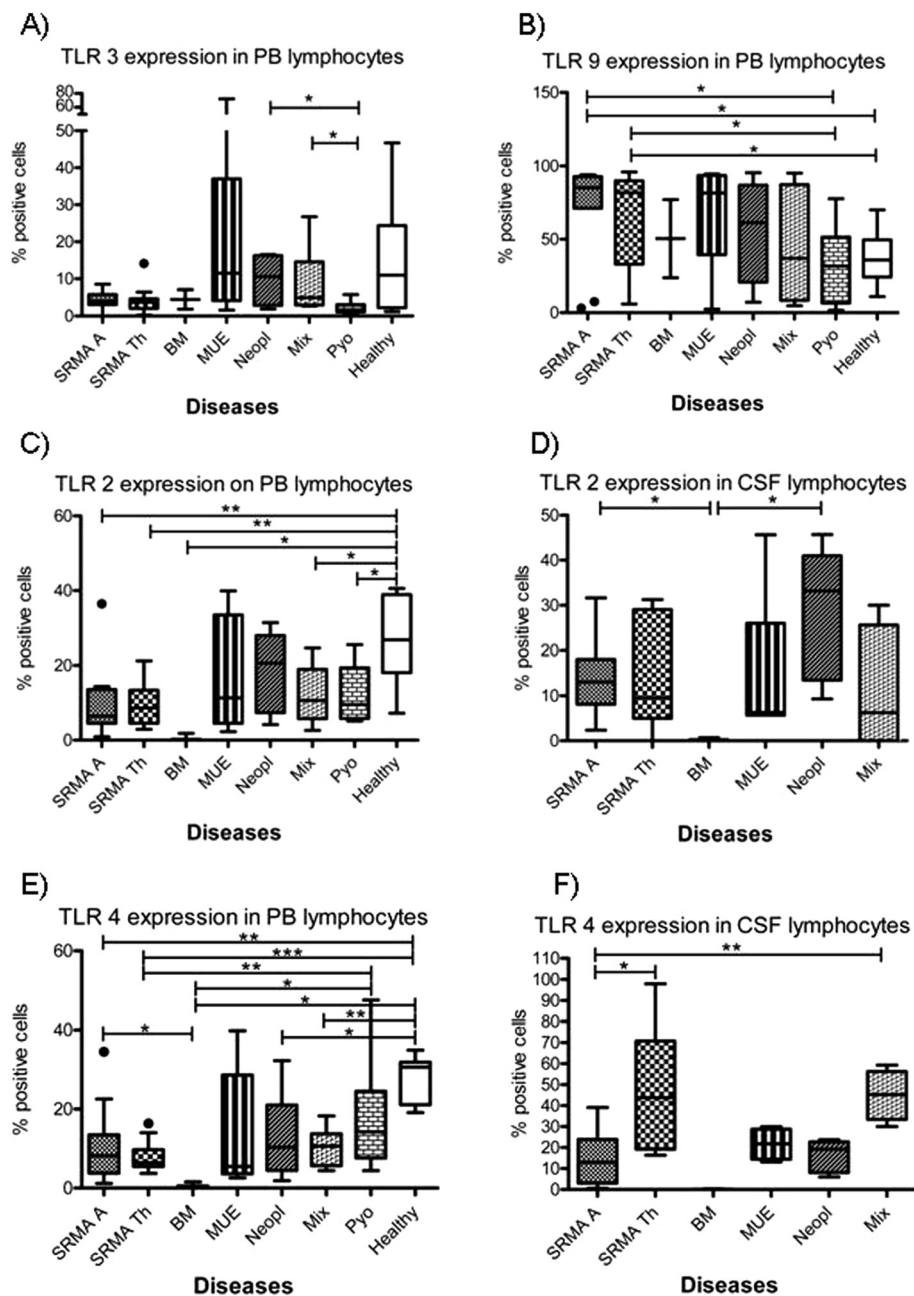 A)
TLR 3 expression in PB lymphocytes
80
60
50
40
30
20
10
0
% positive cells
*
*
SRMA A
SRMA Th
BM
MUE
Neopl
Mix
Pyo
Healthy
Diseases
B)
TLR 9 expression in PB lymphocytes
150
100
50
0
% positive cells
*
*
*
*
SRMA A
SRMA Th
BM
MUE
Neopl
Mix
Pyo
Healthy
Diseases
C)
TLR 2 expression on PB lymphocytes
60
40
20
0
% positive cells
**
**
*
*
*
SRMA A
SRMA Th
BM
MUE
Neopl
Mix
Pyo
Healthy
Diseases
D)
TLR 2 expression in CSF lymphocytes
50
40
30
20
10
0
% positive cells
*
*
SRMA A
SRMA Th
BM
MUE
Neopl
Mix
Diseases
E)
TLR 4 expression in PB lymphocytes
60
40
20
0
% positive cells
**
***
**
*
*
**
*
*
SRMA A
SRMA Th
BM
MUE
Neopl
Mix
Pyo
Healthy
Diseases
F)
TLR 4 expression in CSF lymphocytes
110
100
90
80
70
60
50
40
30
20
10
0
% positive cells
**
*
SRMA A
SRMA Th
BM
MUE
Neopl
Mix
Diseases